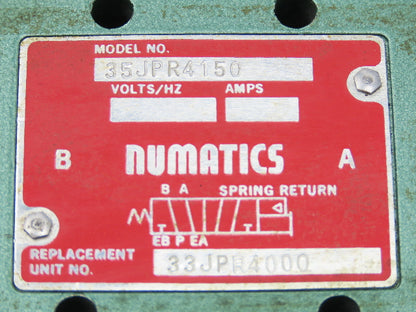 MODEL NO.
35JPR4150
VOLTS/HZ AMPS
B NUMATICS A
B A SPRING RETURN
EB P EA
REPLACEMENT
UNIT NO. 33JPR4000